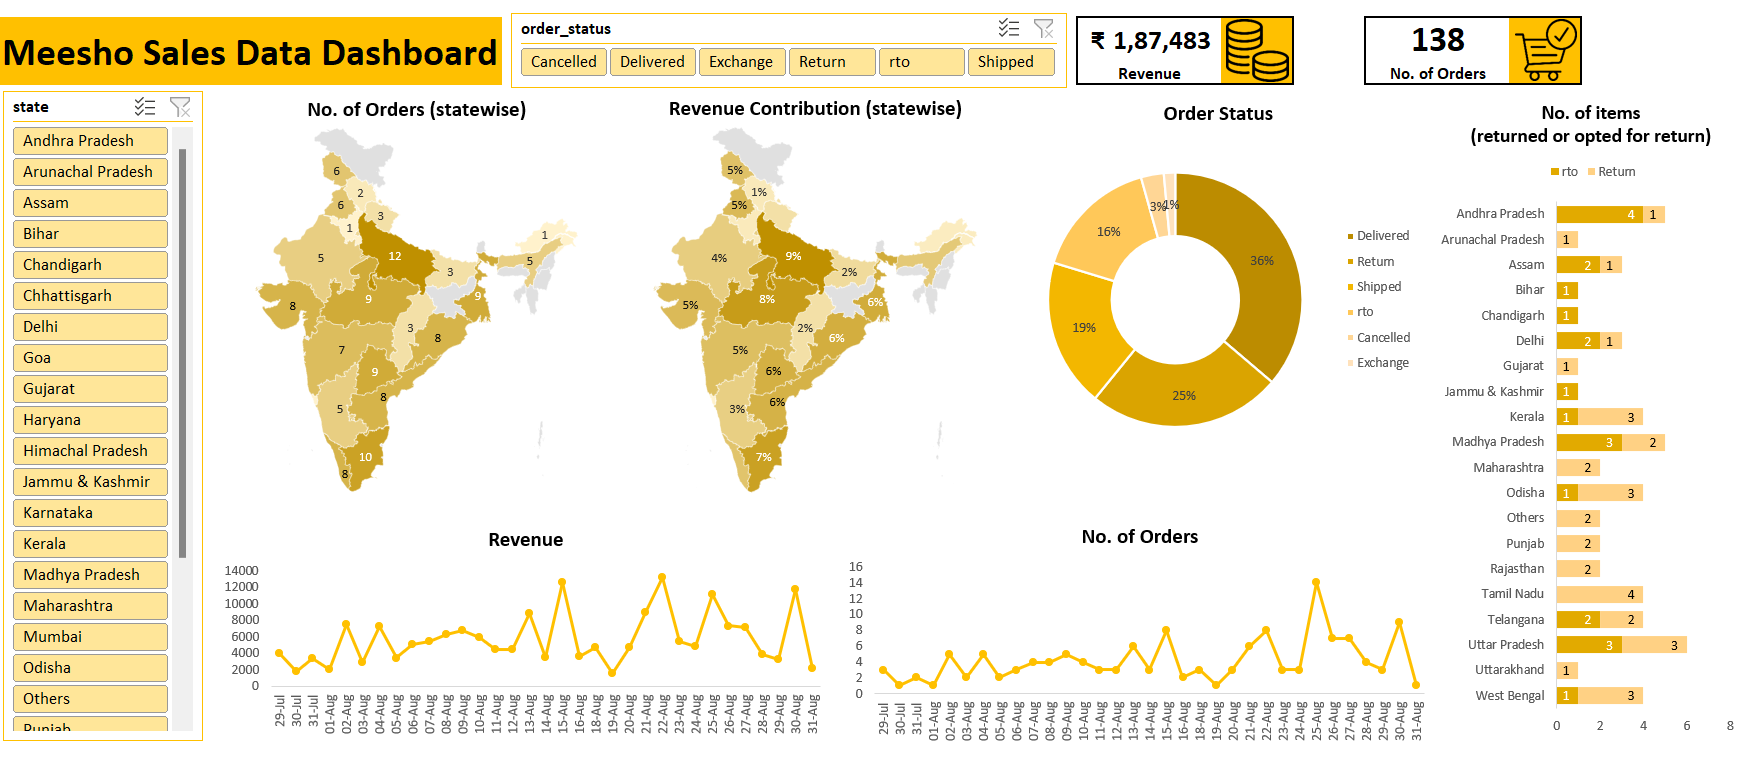 Meesho Sales Data Dashboard
order_status
Cancelled Delivered Exchange Return rto Shipped
₹ 1,87,483
Revenue
138
No. of Orders
state
Andhra Pradesh
Arunachal Pradesh
Assam
Bihar
Chandigarh
Chhattisgarh
Delhi
Goa
Gujarat
Haryana
Himachal Pradesh
Jammu & Kashmir
Karnataka
Kerala
Madhya Pradesh
Maharashtra
Mumbai
Odisha
Others
Punjab
No. of Orders (statewise)
6
2
6
3
1
1
12
5
5
3
8
9
9
3
8
7
9
8
5
10
8
Revenue Contribution (statewise)
5%
1%
5%
9%
4%
2%
5%
8%
6%
2%
6%
5%
6%
6%
3%
7%
Order Status
3%
1%
16%
36%
19%
25%
Delivered
Return
Shipped
rto
Cancelled
Exchange
No. of items
(returned or opted for return)
rto Return
Andhra Pradesh 4 1
Arunachal Pradesh 1
Assam 2 1
Bihar 1
Chandigarh 1
Delhi 2 1
Gujarat 1
Jammu & Kashmir 1
Kerala 1 3
Madhya Pradesh 3 2
Maharashtra 2
Odisha 1 3
Others 2
Punjab 2
Rajasthan 2
Tamil Nadu 4
Telangana 2 2
Uttar Pradesh 3 3
Uttarakhand 1
West Bengal 1 3
0 2 4 6 8
Revenue
14000
12000
10000
8000
6000
4000
2000
0
29-Jul 30-Jul 31-Jul 01-Aug 02-Aug 03-Aug 04-Aug 05-Aug 06-Aug 07-Aug 08-Aug 09-Aug 10-Aug 11-Aug 12-Aug 13-Aug 14-Aug 15-Aug 16-Aug 18-Aug 19-Aug 20-Aug 21-Aug 22-Aug 23-Aug 24-Aug 25-Aug 26-Aug 27-Aug 28-Aug 29-Aug 30-Aug 31-Aug
No. of Orders
16
14
12
10
8
6
4
2
0
29-Jul 30-Jul 31-Jul 01-Aug 02-Aug 03-Aug 04-Aug 05-Aug 06-Aug 07-Aug 08-Aug 09-Aug 10-Aug 11-Aug 12-Aug 13-Aug 14-Aug 15-Aug 16-Aug 18-Aug 19-Aug 20-Aug 21-Aug 22-Aug 23-Aug 24-Aug 25-Aug 26-Aug 27-Aug 28-Aug 29-Aug 30-Aug 31-Aug